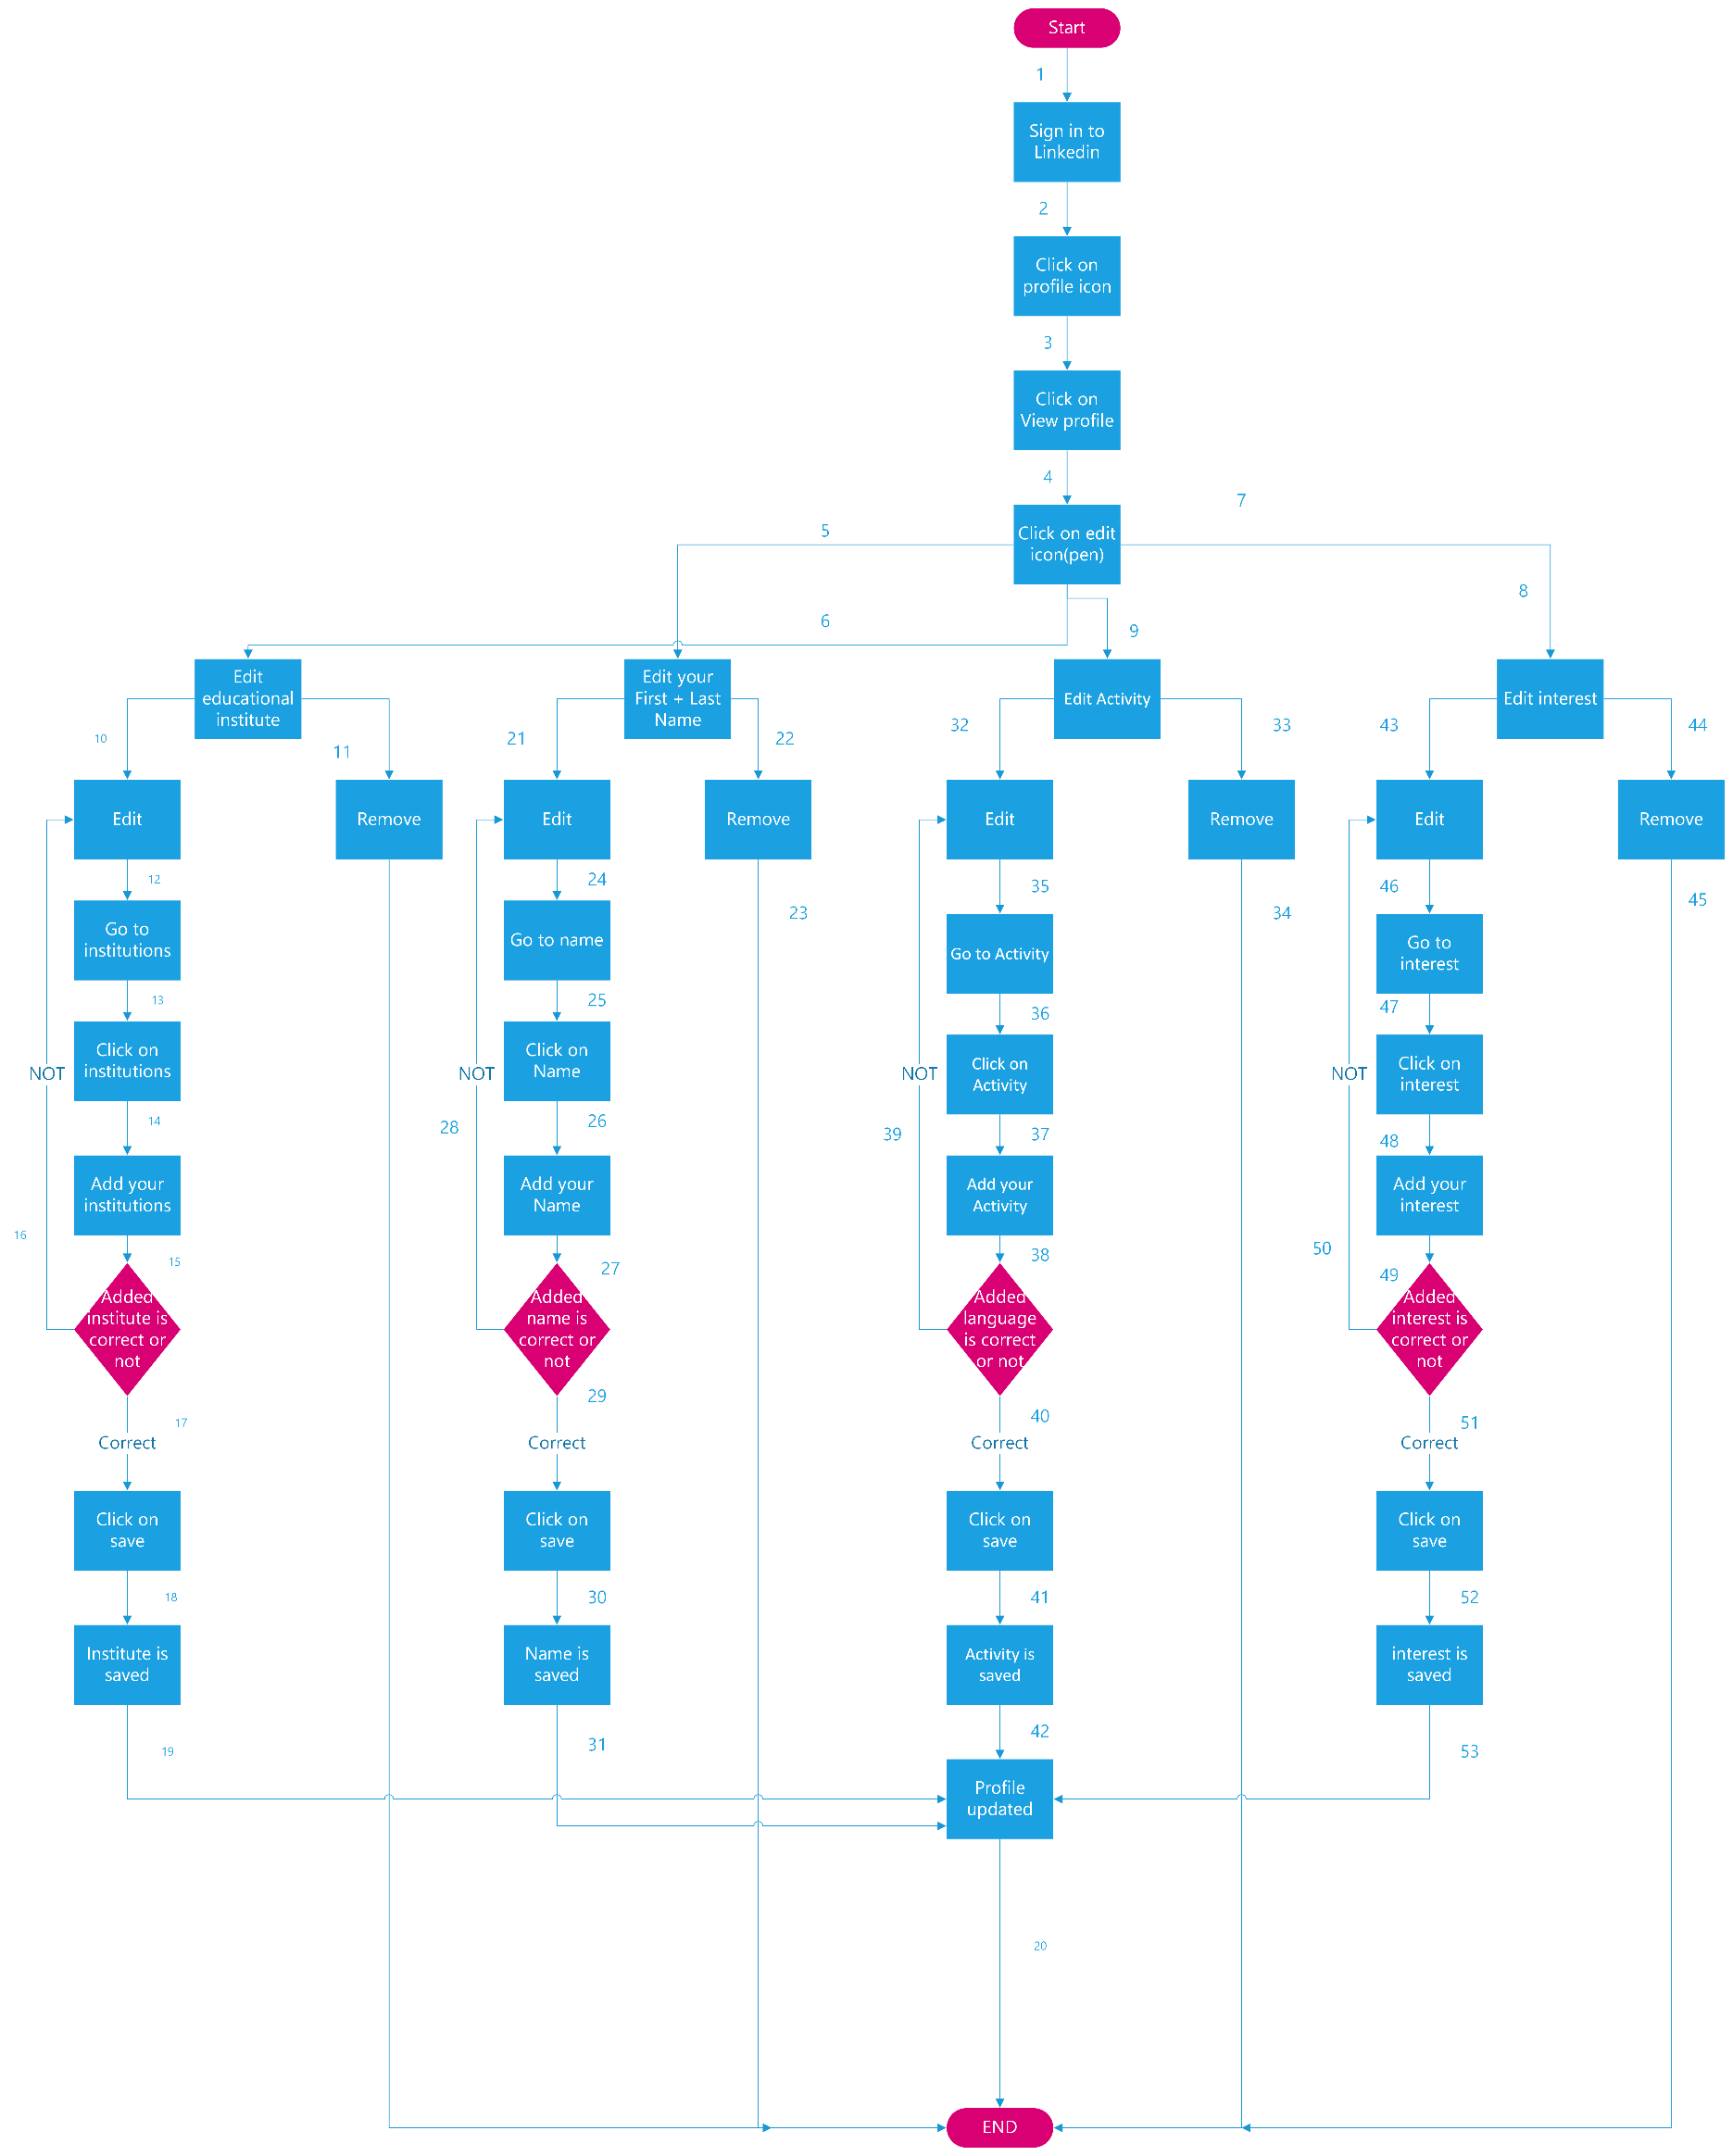 Start
1
Sign in to
Linkedin
2
Click on
profile icon
3
Click on
View profile
4
7
Click on edit
icon(pen)
5
8
6
9
Edit
educational
institute
Edit your
First + Last
Name
Edit Activity
Edit interest
10
11
21
22
32
33
43
44
Edit
Remove
Edit
Remove
Edit
Remove
Edit
Remove
12
24
35
46
23
34
45
Go to
institutions
Go to name
Go to Activity
Go to
interest
13
25
36
47
Click on
institutions
Click on
Name
Click on
Activity
Click on
interest
NOT
NOT
NOT
NOT
14
26
37
48
28
39
Add your
institutions
Add your
Name
Add your
Activity
Add your
interest
16
50
15
27
38
49
Added
institute is
correct or
not
Added
name is
correct or
not
Added
language
is correct
or not
Added
interest is
correct or
not
17
29
40
51
Correct
Correct
Correct
Correct
Click on
save
Click on
save
Click on
save
Click on
save
18
30
41
52
Institute is
saved
Name is
saved
Activity is
saved
interest is
saved
19
31
42
53
Profile
updated
20
END